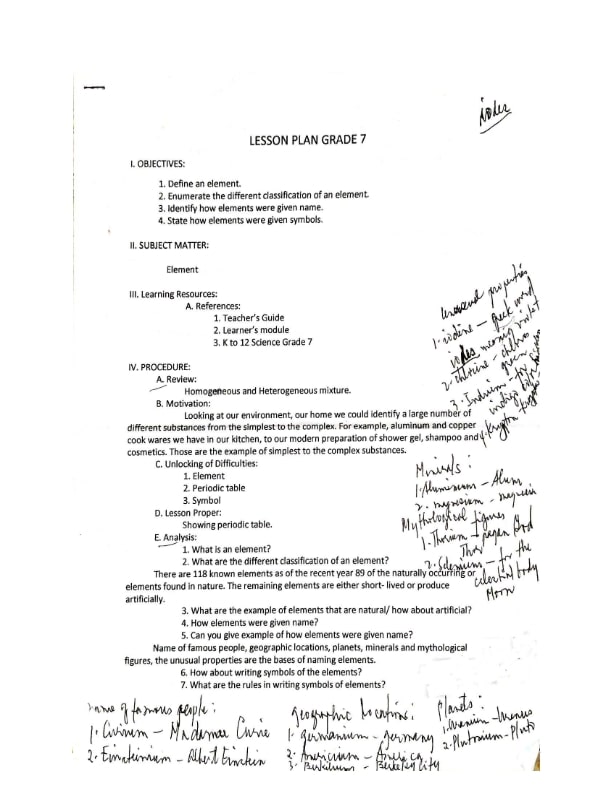 iodes
LESSON PLAN GRADE 7
I. OBJECTIVES:
1. Define an element.
2. Enumerate the different classification of an element.
3. Identify how elements were given name.
4. State how elements were given symbols.
II. SUBJECT MATTER:
Element
III. Learning Resources:
A. References:
1. Teacher's Guide
2. Learner's module
3. K to 12 Science Grade 7
IV. PROCEDURE:
A. Review:
Homogeneous and Heterogeneous mixture.
B. Motivation:
Looking at our environment, our home we could identify a large number of
different substances from the simplest to the complex. For example, aluminum and copper
cook wares we have in our kitchen, to our modern preparation of shower gel, shampoo and
cosmetics. Those are the example of simplest to the complex substances.
C. Unlocking of Difficulties:
1. Element
2. Periodic table
3. Symbol
D. Lesson Proper:
Showing periodic table.
E. Analysis:
1. What is an element?
2. What are the different classification of an element?
There are 118 known elements as of the recent year 89 of the naturally occurring or
elements found in nature. The remaining elements are either short- lived or produce
artificially.
3. What are the example of elements that are natural/ how about artificial?
4. How elements were given name?
5. Can you give example of how elements were given name?
Name of famous people, geographic locations, planets, minerals and mythological
figures, the unusual properties are the bases of naming elements.
6. How about writing symbols of the elements?
7. What are the rules in writing symbols of elements?
unusual properties
1. iodine - Greek word
iodes meaning violet
2. chlorine - chloros
green
3. Indium - for
indigo
4. Krypton
Minerals:
1. Aluminium - Alum
2. magnesium -
Mythological figures
1. Thorium - pagan God
Thor
2. Selenium - for the
celestial body
Moon
name of famous people:
1. Curium - Madamar Curie
2. Einsteinium - Albert Einstein
geographic locations:
1. germanium - germany
2. Americium - America
3. Berkelium - Berkeley City
planets:
1. Uranium - Uranus
2. Plutonium - Pluto